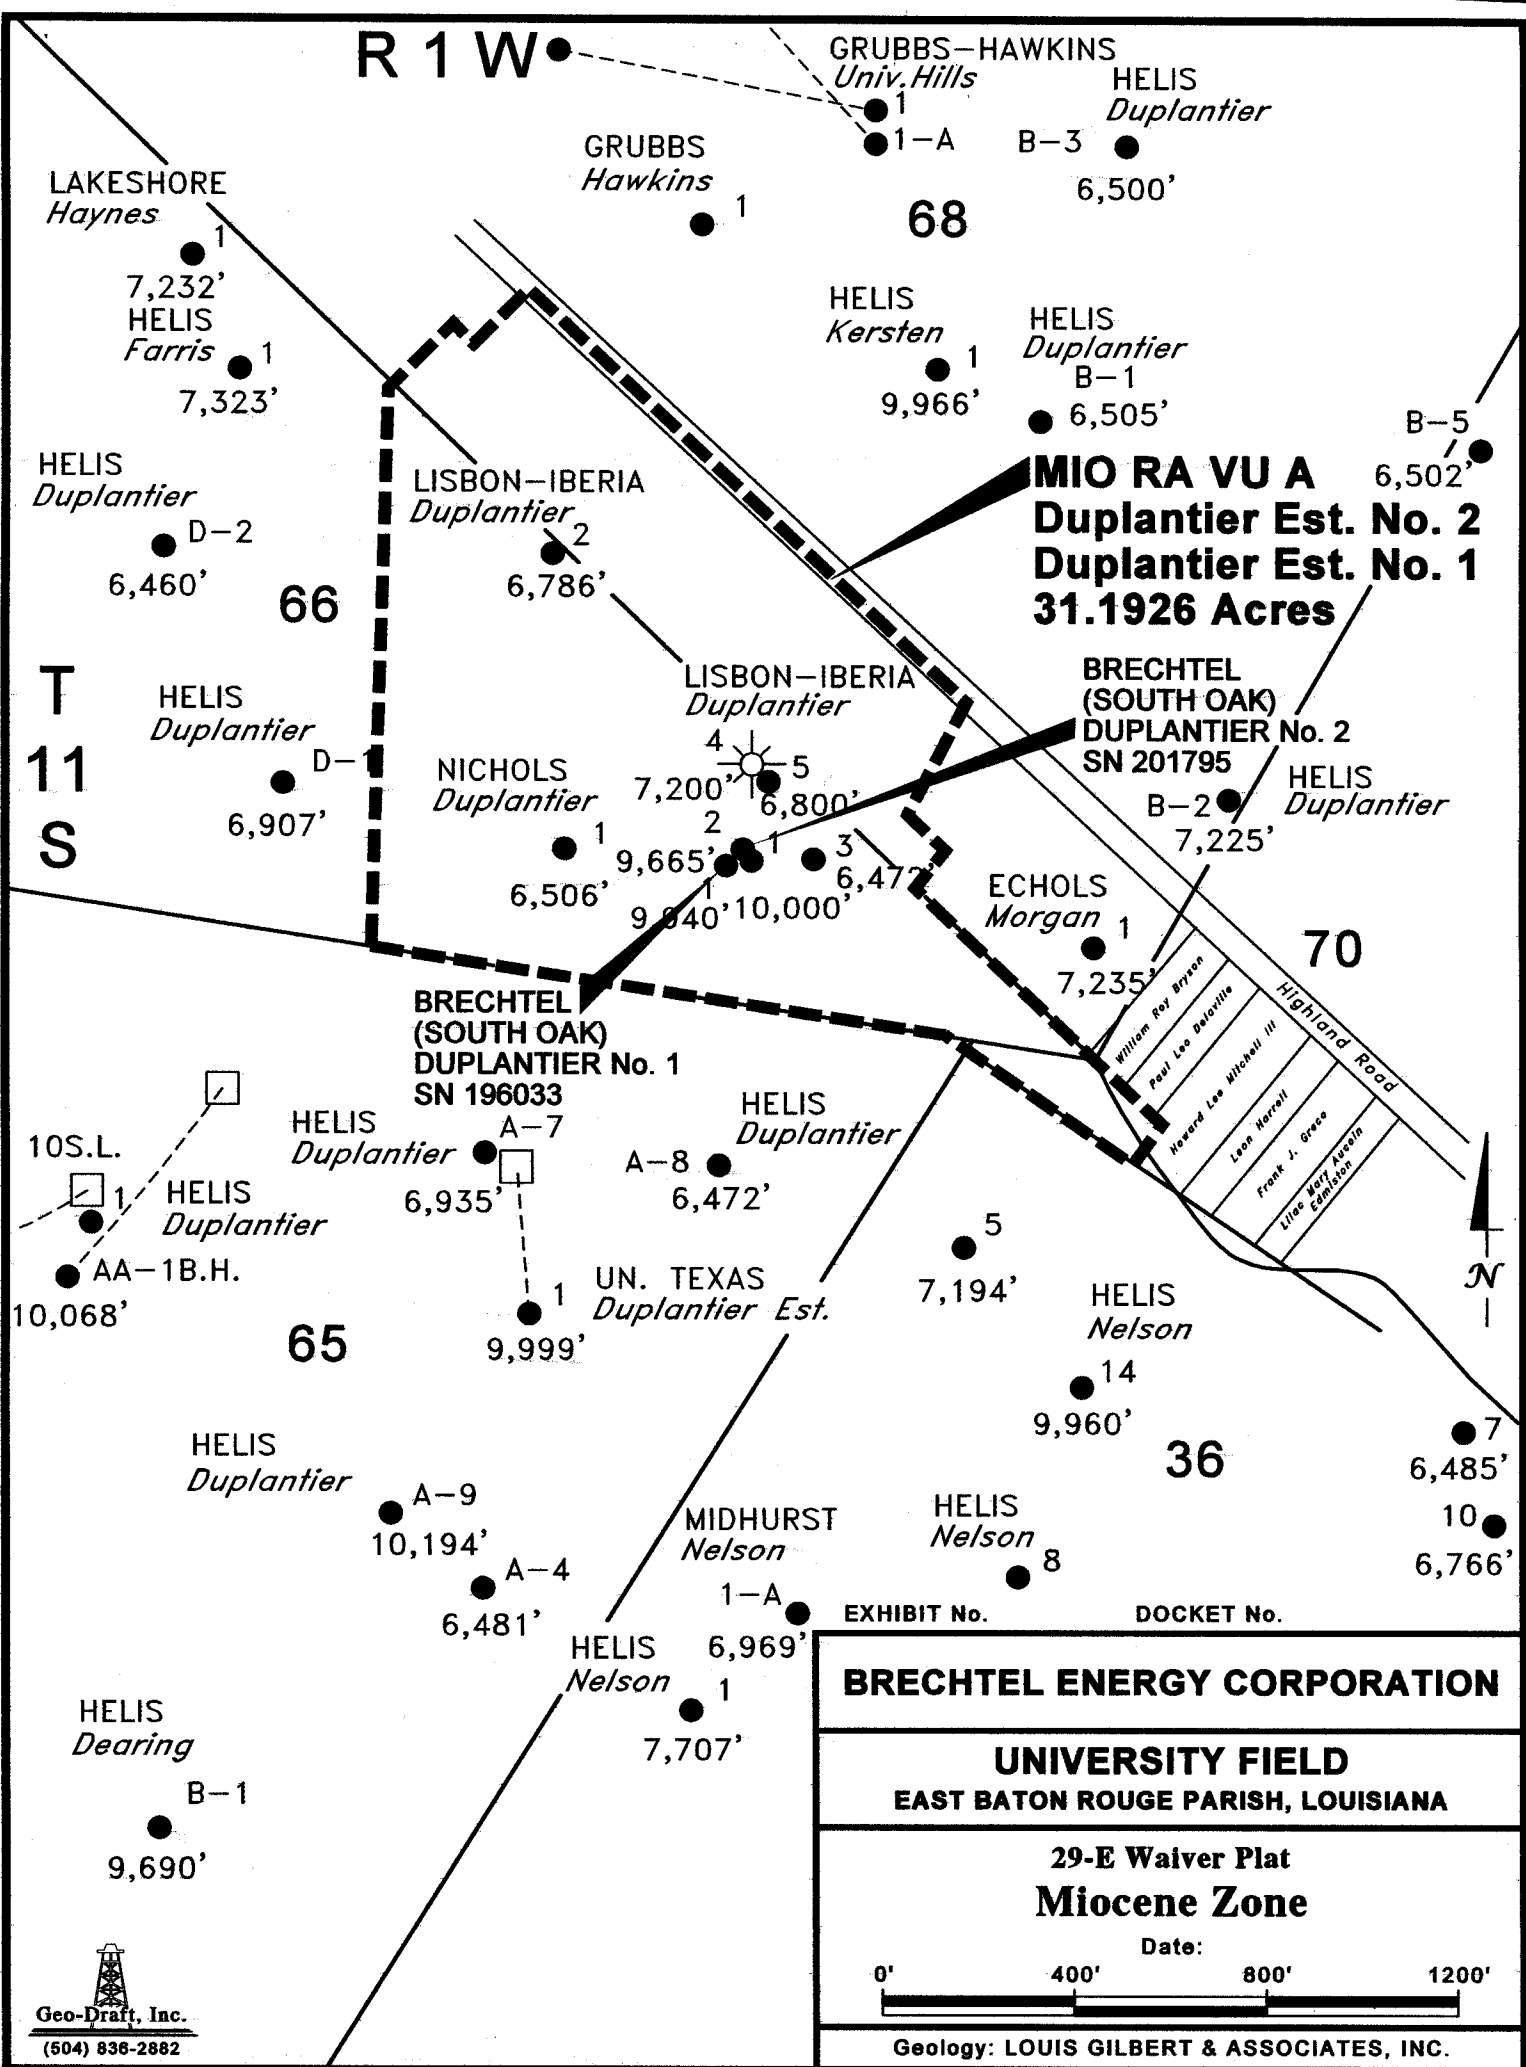 R 1 W
GRUBBS-HAWKINS
Univ. Hills
1
1-A
HELIS
Duplantier
B-3
6,500'
GRUBBS
Hawkins
1
68
LAKESHORE
Haynes
1
7,232'
HELIS
Farris
1
7,323'
HELIS
Kersten
1
9,966'
HELIS
Duplantier
B-1
6,505'
B-5
6,502'
MIO RA VU A
Duplantier Est. No. 2
Duplantier Est. No. 1
31.1926 Acres
HELIS
Duplantier
D-2
6,460'
66
LISBON-IBERIA
Duplantier
2
6,786'
T
11
S
HELIS
Duplantier
D-1
6,907'
LISBON-IBERIA
Duplantier
4
7,200'
5
6,800'
BRECHTEL
(SOUTH OAK)
DUPLANTIER No. 2
SN 201795
HELIS
Duplantier
B-2
7,225'
NICHOLS
Duplantier
1
6,506'
2
9,665'
1
10,000'
1
3
6,472'
ECHOLS
Morgan
1
7,235'
70
Highland Road
William Roy Bryson
Paul Leo Delaville
Howard Lee Mitchell III
Leon Harrell
Frank J. Greco
Lilac Mary Aucoin
Edmiston
BRECHTEL
(SOUTH OAK)
DUPLANTIER No. 1
SN 196033
10S.L.
1
HELIS
Duplantier
AA-1B.H.
10,068'
HELIS
Duplantier
A-7
6,935'
HELIS
Duplantier
A-8
6,472'
UN. TEXAS
Duplantier Est.
1
9,999'
65
5
7,194'
N
HELIS
Nelson
14
9,960'
36
7
6,485'
10
6,766'
HELIS
Duplantier
A-9
10,194'
A-4
6,481'
MIDHURST
Nelson
1-A
6,969'
HELIS
Nelson
8
HELIS
Nelson
1
7,707'
HELIS
Dearing
B-1
9,690'
EXHIBIT No. DOCKET No.
BRECHTEL ENERGY CORPORATION
UNIVERSITY FIELD
EAST BATON ROUGE PARISH, LOUISIANA
29-E Waiver Plat
Miocene Zone
Date:
0' 400' 800' 1200'
Geology: LOUIS GILBERT & ASSOCIATES, INC.
Geo-Draft, Inc.
(504) 836-2882